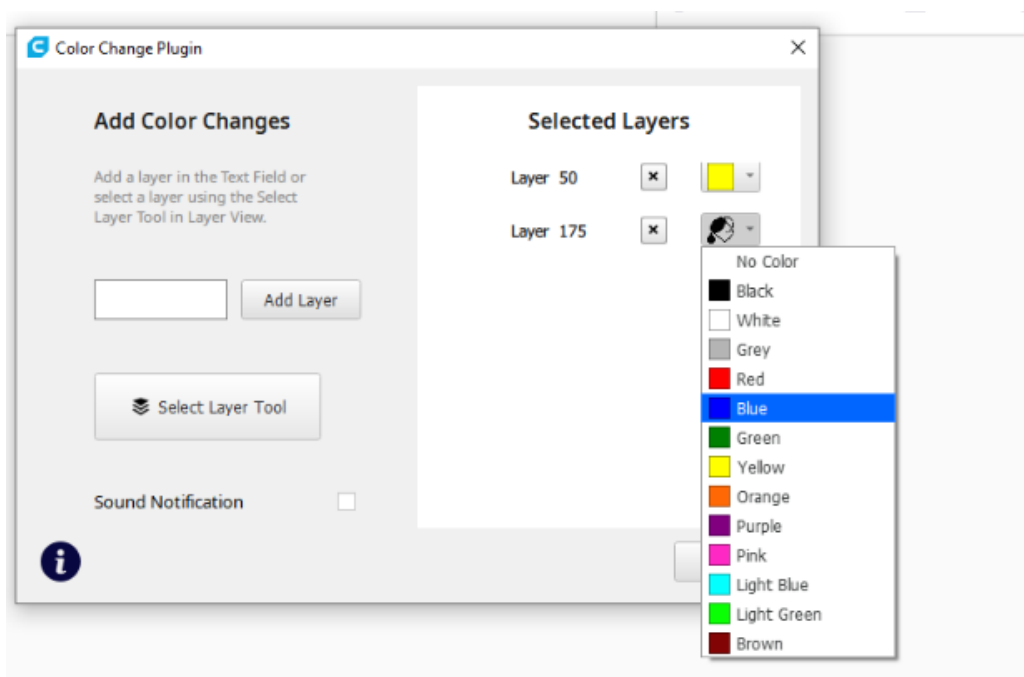 Color Change Plugin
Add Color Changes
Add a layer in the Text Field or
select a layer using the Select
Layer Tool in Layer View.
Add Layer
Select Layer Tool
Sound Notification
Selected Layers
Layer 50
Layer 175
No Color
Black
White
Grey
Red
Blue
Green
Yellow
Orange
Purple
Pink
Light Blue
Light Green
Brown